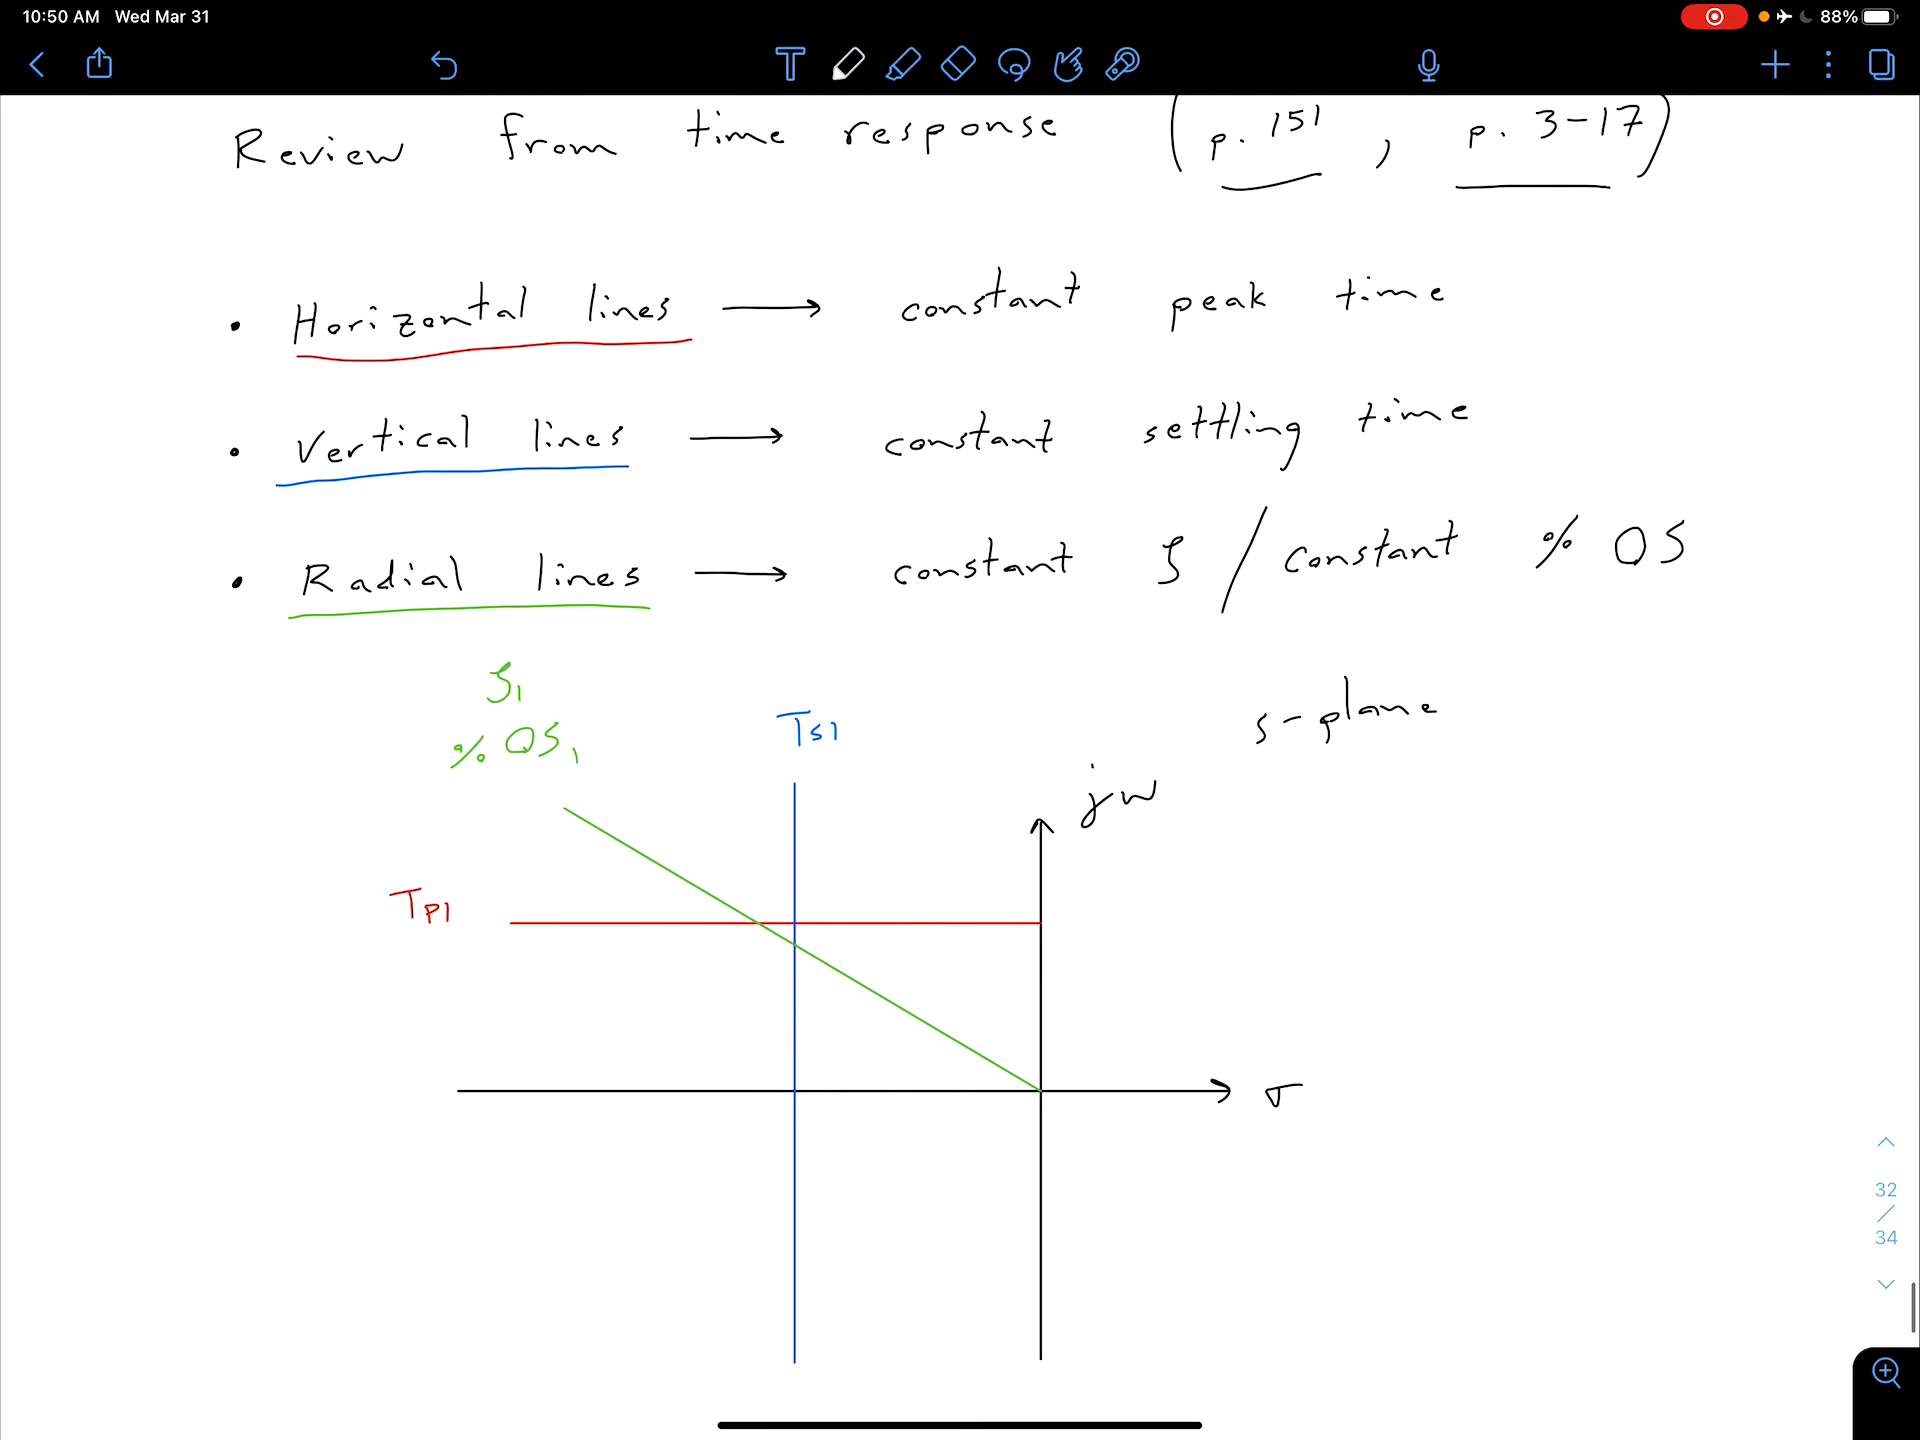 10:50 AM Wed Mar 31
88%
Review from time response (p. 151, p. 3-17)
• Horizontal lines ⟶ constant peak time
• Vertical lines ⟶ constant settling time
• Radial lines ⟶ constant ζ / constant % OS
ζ1
% OS1
Ts1
s-plane
jω
Tp1
σ
32
/
34